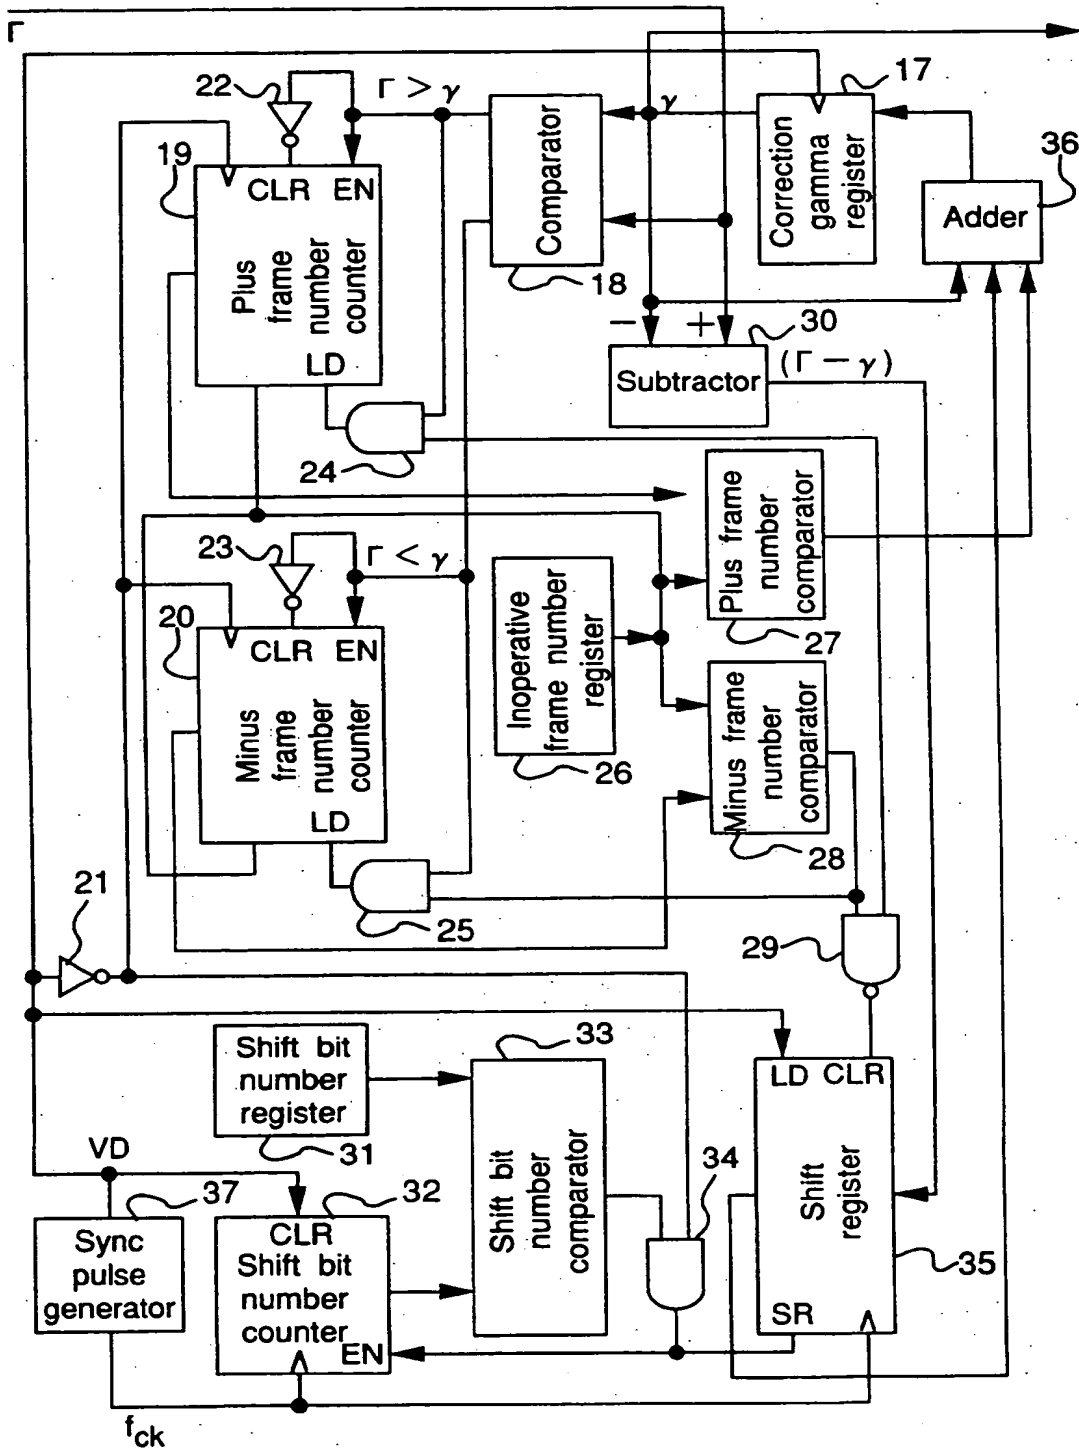 Γ
22
Γ > γ
γ
17
19
CLR EN
Plus
frame
number
counter
LD
Comparator
18
Correction
gamma
register
36
Adder
− +
30
Subtractor
(Γ − γ)
24
23
Γ < γ
20
CLR EN
Minus
frame
number
counter
LD
Inoperative
frame number
register
26
Plus frame
number
comparator
27
Minus frame
number
comparator
28
21
25
29
Shift bit
number
register
31
33
Shift bit
number
comparator
34
LD CLR
Shift
register
SR
35
VD
37
Sync
pulse
generator
32
CLR
Shift bit
number
counter
EN
fck